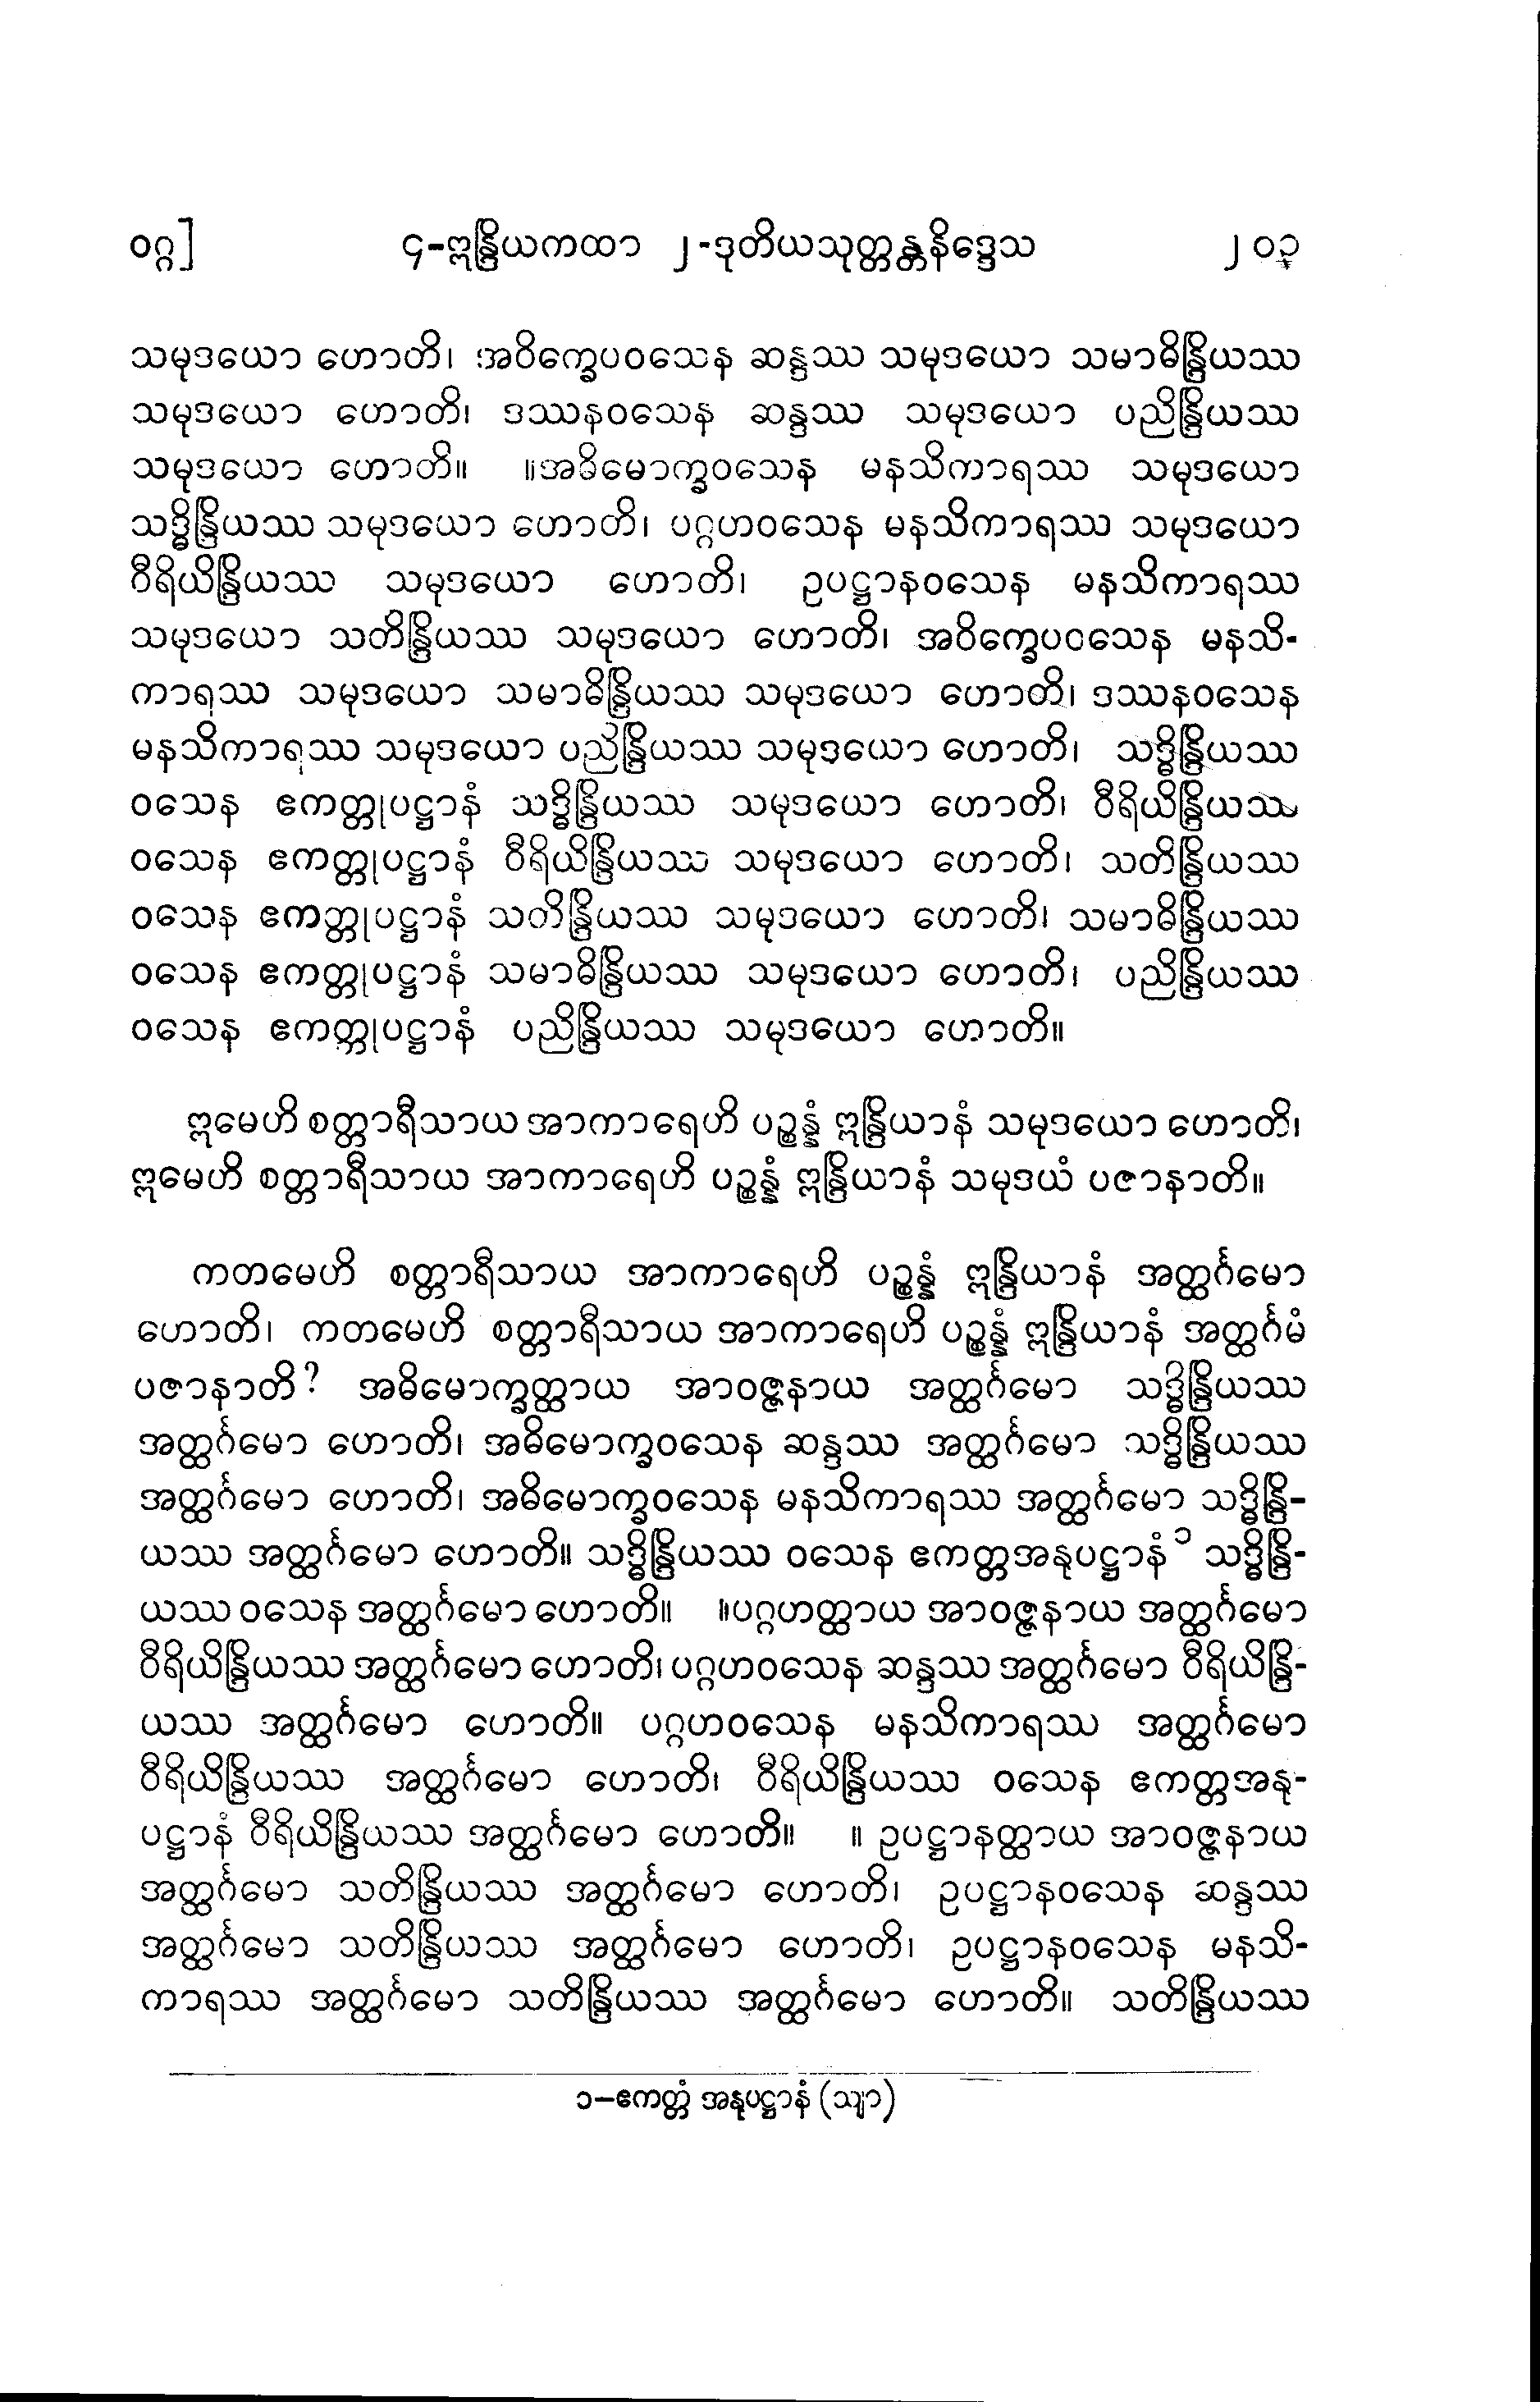 ဝဂ္ဂ] ၄-ဣန္ဒြိယကထာ ၂-ဒုတိယသုတ္တန္တနိဒ္ဒေသ ၂၀၃
သမုဒယော ဟောတိ၊ အဝိက္ခေပဝသေန ဆန္ဒဿ သမုဒယော သမာဓိန္ဒြိယဿ
သမုဒယော ဟောတိ၊ ဒဿနဝသေန ဆန္ဒဿ သမုဒယော ပညိန္ဒြိယဿ
သမုဒယော ဟောတိ။ ။အဓိမောက္ခဝသေန မနသိကာရဿ သမုဒယော
သဒ္ဓိန္ဒြိယဿ သမုဒယော ဟောတိ၊ ပဂ္ဂဟဝသေန မနသိကာရဿ သမုဒယော
ဝီရိယိန္ဒြိယဿ သမုဒယော ဟောတိ၊ ဥပဋ္ဌာနဝသေန မနသိကာရဿ
သမုဒယော သတိန္ဒြိယဿ သမုဒယော ဟောတိ၊ အဝိက္ခေပဝသေန မနသိ-
ကာရဿ သမုဒယော သမာဓိန္ဒြိယဿ သမုဒယော ဟောတိ၊ ဒဿနဝသေန
မနသိကာရဿ သမုဒယော ပညိန္ဒြိယဿ သမုဒယော ဟောတိ၊ သဒ္ဓိန္ဒြိယဿ
ဝသေန ဧကတ္တုပဋ္ဌာနံ သဒ္ဓိန္ဒြိယဿ သမုဒယော ဟောတိ၊ ဝီရိယိန္ဒြိယဿ
ဝသေန ဧကတ္တုပဋ္ဌာနံ ဝီရိယိန္ဒြိယဿ သမုဒယော ဟောတိ၊ သတိန္ဒြိယဿ
ဝသေန ဧကတ္တုပဋ္ဌာနံ သတိန္ဒြိယဿ သမုဒယော ဟောတိ၊ သမာဓိန္ဒြိယဿ
ဝသေန ဧကတ္တုပဋ္ဌာနံ သမာဓိန္ဒြိယဿ သမုဒယော ဟောတိ၊ ပညိန္ဒြိယဿ
ဝသေန ဧကတ္တုပဋ္ဌာနံ ပညိန္ဒြိယဿ သမုဒယော ဟောတိ။
ဣမေဟိ စတ္တာရီသာယ အာကာရေဟိ ပဉ္စန္နံ ဣန္ဒြိယာနံ သမုဒယော ဟောတိ၊
ဣမေဟိ စတ္တာရီသာယ အာကာရေဟိ ပဉ္စန္နံ ဣန္ဒြိယာနံ သမုဒယံ ပဇာနာတိ။
ကတမေဟိ စတ္တာရီသာယ အာကာရေဟိ ပဉ္စန္နံ ဣန္ဒြိယာနံ အတ္ထင်္ဂမော
ဟောတိ၊ ကတမေဟိ စတ္တာရီသာယ အာကာရေဟိ ပဉ္စန္နံ ဣန္ဒြိယာနံ အတ္ထင်္ဂမံ
ပဇာနာတိ? အဓိမောက္ခတ္ထာယ အာဝဇ္ဇနာယ အတ္ထင်္ဂမော သဒ္ဓိန္ဒြိယဿ
အတ္ထင်္ဂမော ဟောတိ၊ အဓိမောက္ခဝသေန ဆန္ဒဿ အတ္ထင်္ဂမော သဒ္ဓိန္ဒြိယဿ
အတ္ထင်္ဂမော ဟောတိ၊ အဓိမောက္ခဝသေန မနသိကာရဿ အတ္ထင်္ဂမော သဒ္ဓိန္ဒြိ-
ယဿ အတ္ထင်္ဂမော ဟောတိ။ သဒ္ဓိန္ဒြိယဿ ဝသေန ဧကတ္တအနုပဋ္ဌာနံ ၁ သဒ္ဓိန္ဒြိ-
ယဿ ဝသေန အတ္ထင်္ဂမော ဟောတိ။ ။ပဂ္ဂဟတ္ထာယ အာဝဇ္ဇနာယ အတ္ထင်္ဂမော
ဝီရိယိန္ဒြိယဿ အတ္ထင်္ဂမော ဟောတိ၊ ပဂ္ဂဟဝသေန ဆန္ဒဿ အတ္ထင်္ဂမော ဝီရိယိန္ဒြိ-
ယဿ အတ္ထင်္ဂမော ဟောတိ။ ပဂ္ဂဟဝသေန မနသိကာရဿ အတ္ထင်္ဂမော
ဝီရိယိန္ဒြိယဿ အတ္ထင်္ဂမော ဟောတိ၊ ဝီရိယိန္ဒြိယဿ ဝသေန ဧကတ္တအနု-
ပဋ္ဌာနံ ဝီရိယိန္ဒြိယဿ အတ္ထင်္ဂမော ဟောတိ။ ။ ဥပဋ္ဌာနတ္ထာယ အာဝဇ္ဇနာယ
အတ္ထင်္ဂမော သတိန္ဒြိယဿ အတ္ထင်္ဂမော ဟောတိ၊ ဥပဋ္ဌာနဝသေန ဆန္ဒဿ
အတ္ထင်္ဂမော သတိန္ဒြိယဿ အတ္ထင်္ဂမော ဟောတိ၊ ဥပဋ္ဌာနဝသေန မနသိ-
ကာရဿ အတ္ထင်္ဂမော သတိန္ဒြိယဿ အတ္ထင်္ဂမော ဟောတိ။ သတိန္ဒြိယဿ
၁–ဧကတ္တံ အနုပဋ္ဌာနံ (သျာ)